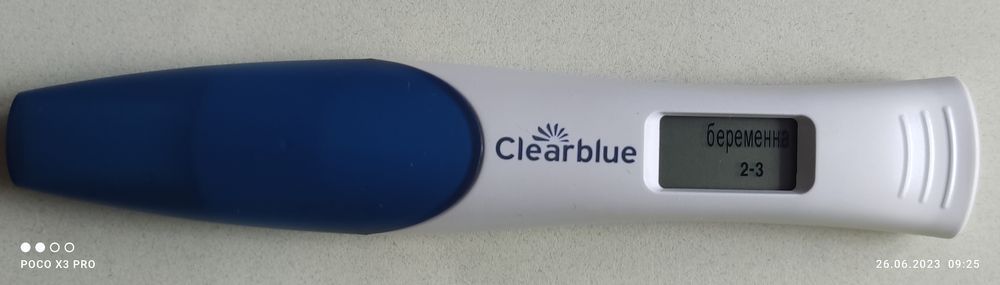 Clearblue
беременна
2-3
POCO X3 PRO
26.06.2023 09:25